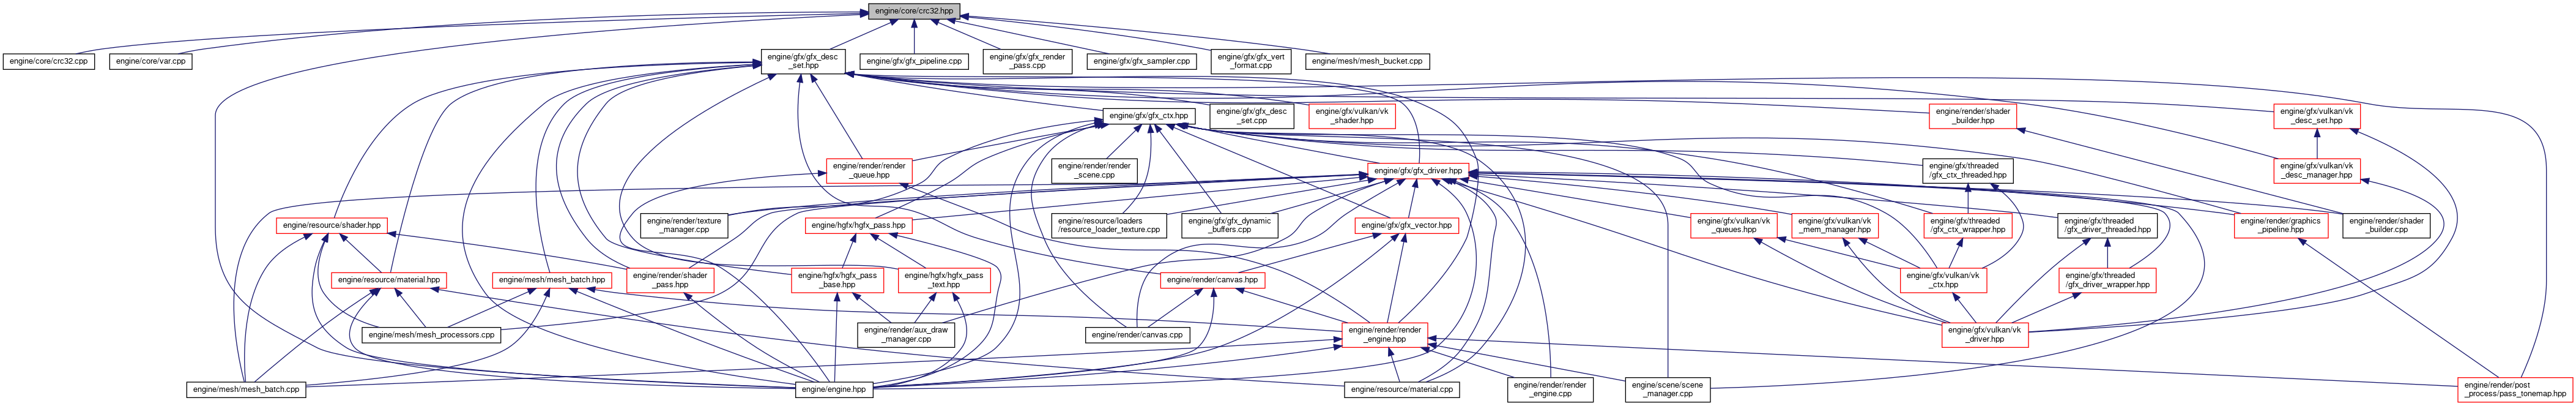 engine/core/crc32.hpp
engine/core/crc32.cpp
engine/core/var.cpp
engine/gfx/gfx_desc
_set.hpp
engine/gfx/gfx_pipeline.cpp
engine/gfx/gfx_render
_pass.cpp
engine/gfx/gfx_sampler.cpp
engine/gfx/gfx_vert
_format.cpp
engine/mesh/mesh_bucket.cpp
engine/gfx/gfx_ctx.hpp
engine/gfx/gfx_desc
_set.cpp
engine/gfx/vulkan/vk
_shader.hpp
engine/render/shader
_builder.hpp
engine/gfx/vulkan/vk
_desc_set.hpp
engine/render/render
_queue.hpp
engine/render/render
_scene.cpp
engine/gfx/gfx_driver.hpp
engine/gfx/threaded
/gfx_ctx_threaded.hpp
engine/gfx/vulkan/vk
_desc_manager.hpp
engine/resource/shader.hpp
engine/render/texture
_manager.cpp
engine/hgfx/hgfx_pass.hpp
engine/resource/loaders
/resource_loader_texture.cpp
engine/gfx/gfx_dynamic
_buffers.cpp
engine/gfx/gfx_vector.hpp
engine/gfx/vulkan/vk
_queues.hpp
engine/gfx/vulkan/vk
_mem_manager.hpp
engine/gfx/threaded
/gfx_ctx_wrapper.hpp
engine/gfx/threaded
/gfx_driver_threaded.hpp
engine/render/graphics
_pipeline.hpp
engine/render/shader
_builder.cpp
engine/resource/material.hpp
engine/mesh/mesh_batch.hpp
engine/render/shader
_pass.hpp
engine/hgfx/hgfx_pass
_base.hpp
engine/hgfx/hgfx_pass
_text.hpp
engine/render/canvas.hpp
engine/gfx/vulkan/vk
_ctx.hpp
engine/gfx/threaded
/gfx_driver_wrapper.hpp
engine/mesh/mesh_processors.cpp
engine/render/aux_draw
_manager.cpp
engine/render/canvas.cpp
engine/render/render
_engine.hpp
engine/gfx/vulkan/vk
_driver.hpp
engine/mesh/mesh_batch.cpp
engine/engine.hpp
engine/resource/material.cpp
engine/render/render
_engine.cpp
engine/scene/scene
_manager.cpp
engine/render/post
_process/pass_tonemap.hpp